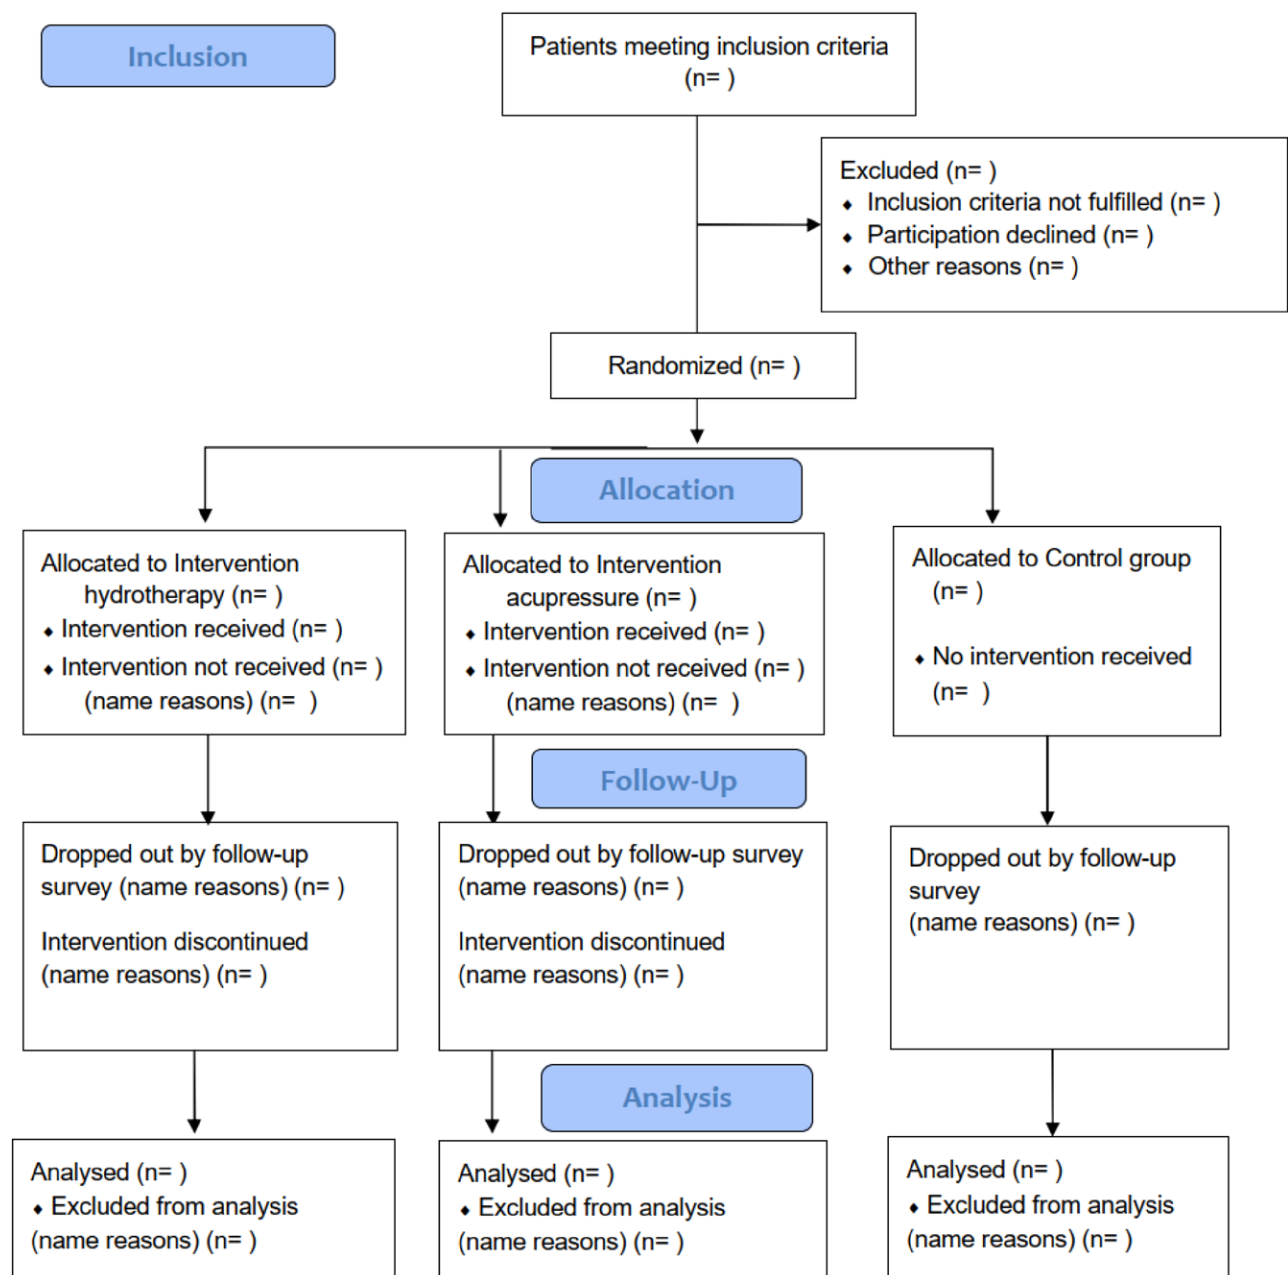 Inclusion
Patients meeting inclusion criteria
(n= )
Excluded (n= )
⬥ Inclusion criteria not fulfilled (n= )
⬥ Participation declined (n= )
⬥ Other reasons (n= )
Randomized (n= )
Allocation
Allocated to Intervention
hydrotherapy (n= )
⬥ Intervention received (n= )
⬥ Intervention not received (n= )
(name reasons) (n=  )
Allocated to Intervention
acupressure (n= )
⬥ Intervention received (n= )
⬥ Intervention not received (n= )
(name reasons) (n=  )
Allocated to Control group
(n=  )
⬥ No intervention received
(n=  )
Follow-Up
Dropped out by follow-up
survey (name reasons) (n= )
Intervention discontinued
(name reasons) (n= )
Dropped out by follow-up survey
(name reasons) (n= )
Intervention discontinued
(name reasons) (n= )
Dropped out by follow-up
survey
(name reasons) (n= )
Analysis
Analysed (n= )
⬥ Excluded from analysis
(name reasons) (n= )
Analysed (n= )
⬥ Excluded from analysis
(name reasons) (n= )
Analysed (n= )
⬥ Excluded from analysis
(name reasons) (n= )